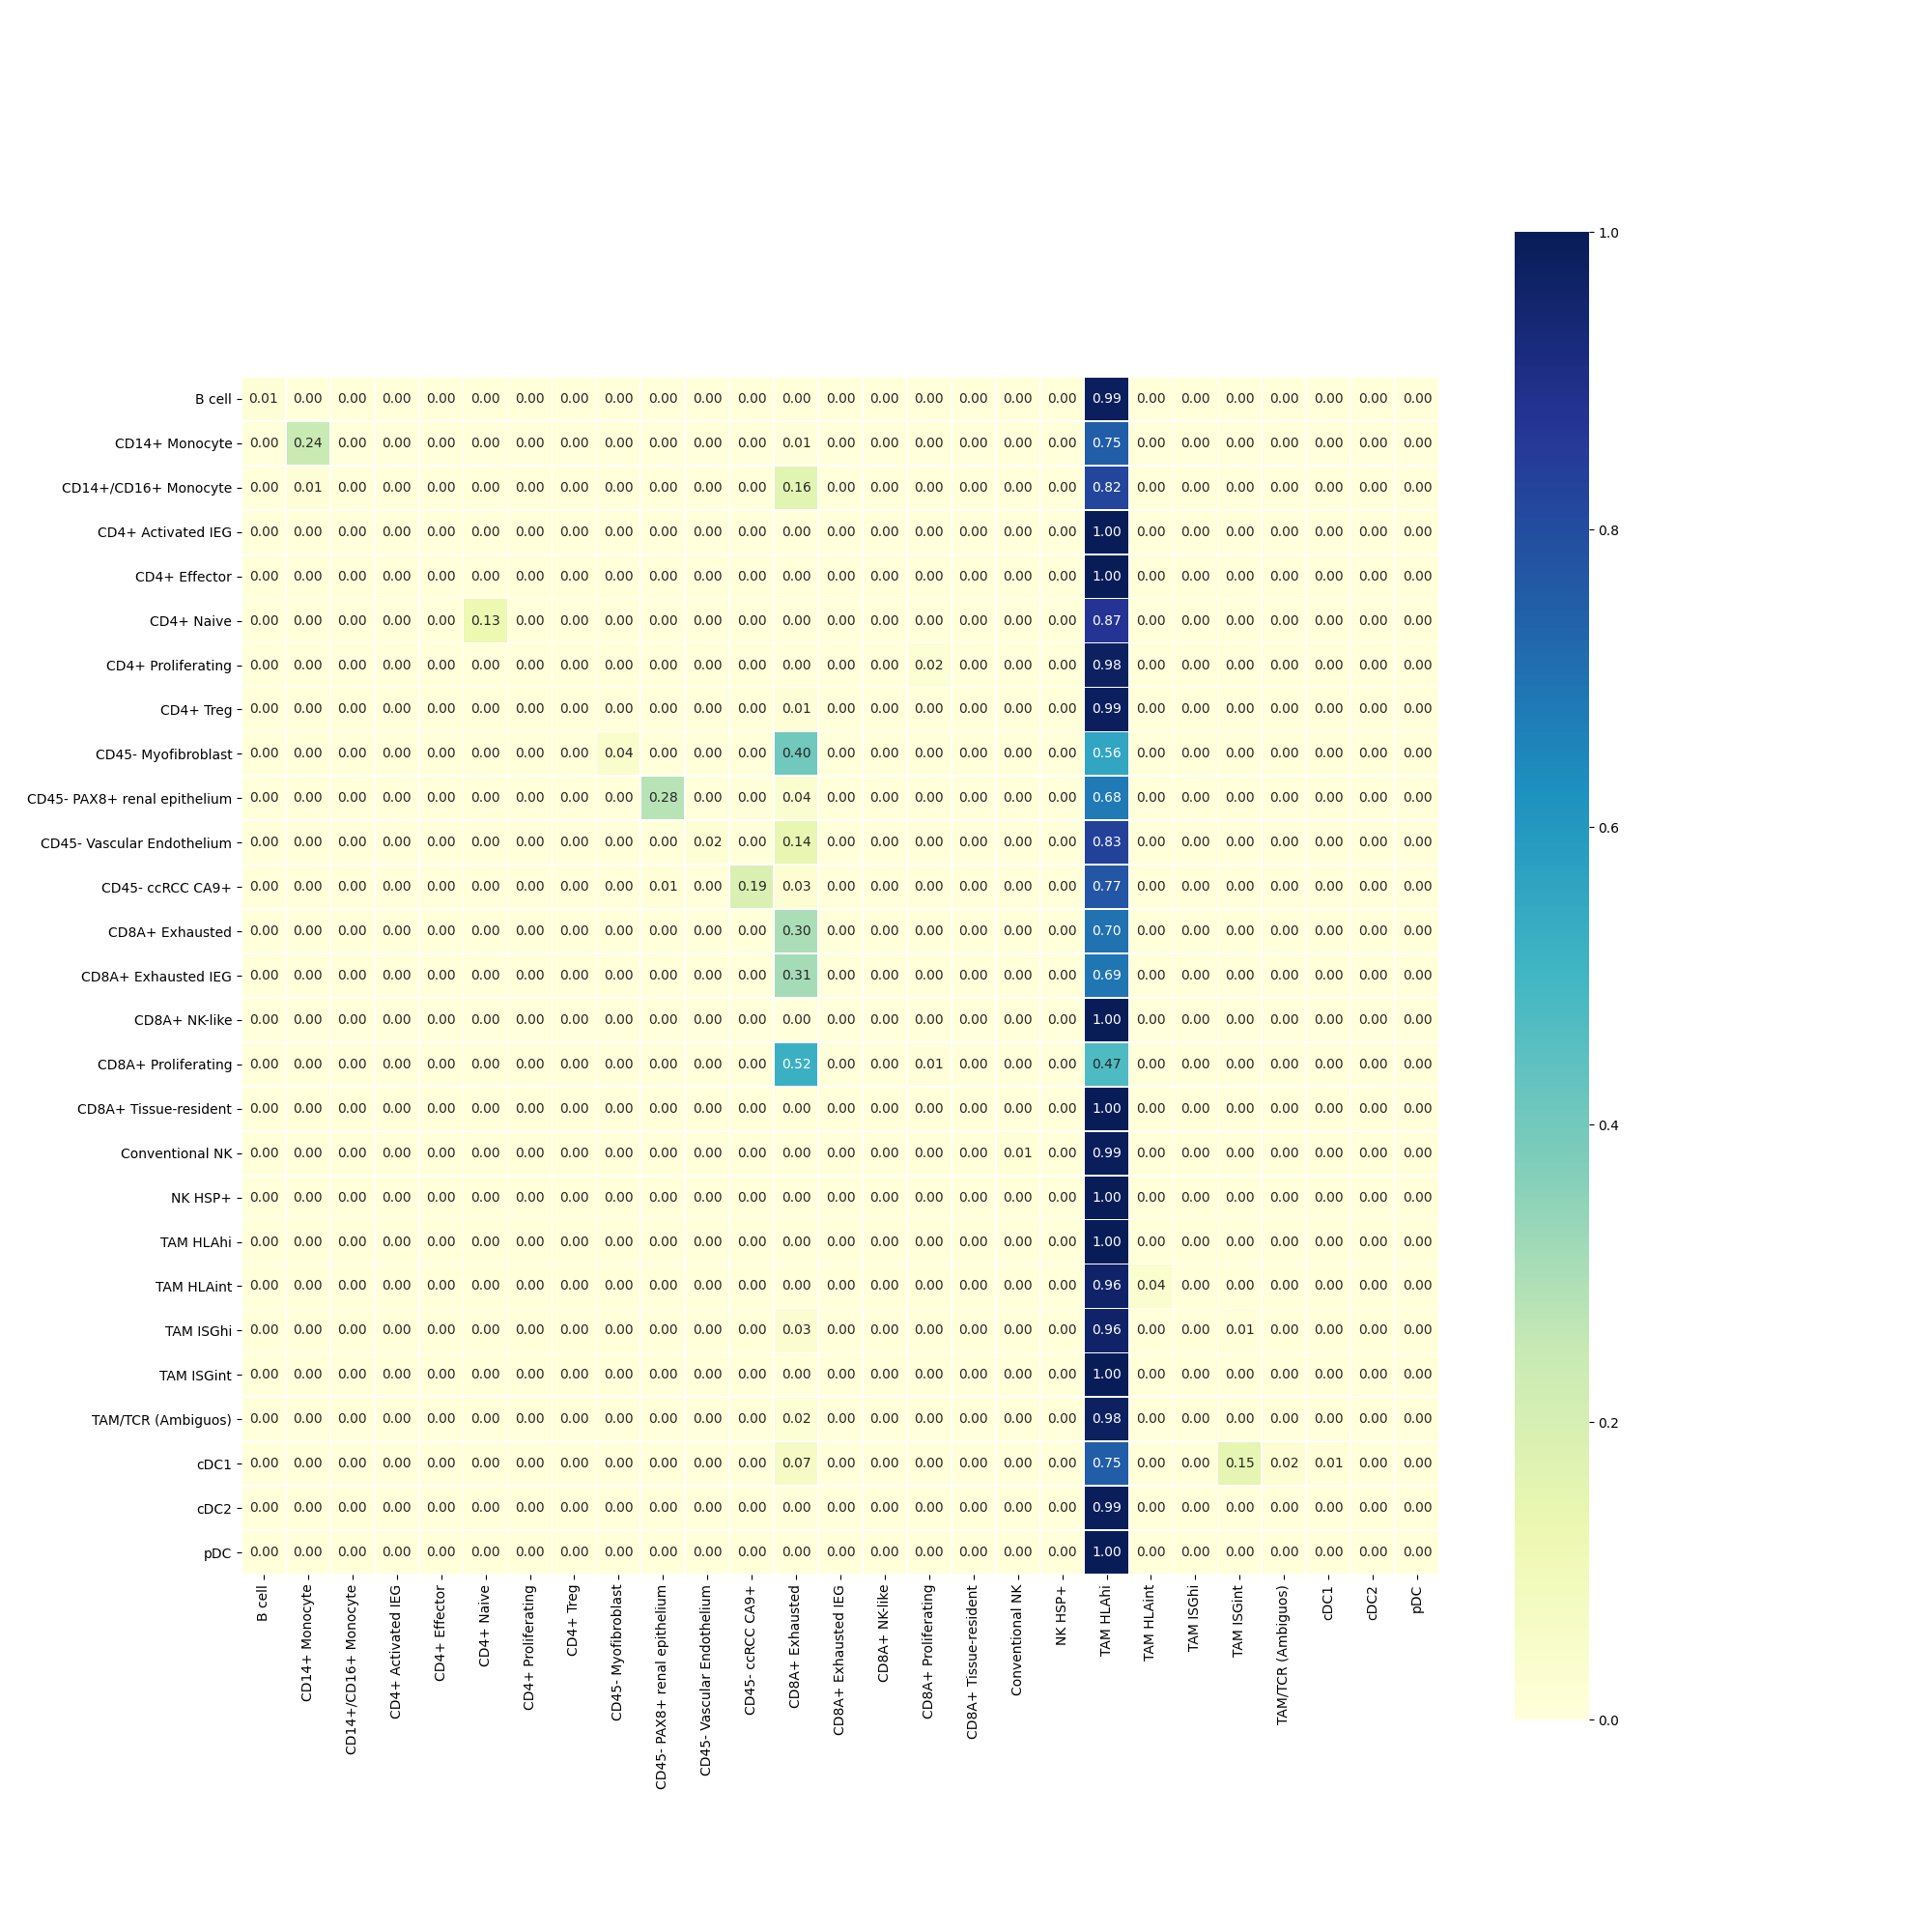 1.0
B cell 0.01 0.00 0.00 0.00 0.00 0.00 0.00 0.00 0.00 0.00 0.00 0.00 0.00 0.00 0.00 0.00 0.00 0.00 0.00 0.99 0.00 0.00 0.00 0.00 0.00 0.00 0.00
CD14+ Monocyte 0.00 0.24 0.00 0.00 0.00 0.00 0.00 0.00 0.00 0.00 0.00 0.00 0.01 0.00 0.00 0.00 0.00 0.00 0.00 0.75 0.00 0.00 0.00 0.00 0.00 0.00 0.00
CD14+/CD16+ Monocyte 0.00 0.01 0.00 0.00 0.00 0.00 0.00 0.00 0.00 0.00 0.00 0.00 0.16 0.00 0.00 0.00 0.00 0.00 0.00 0.82 0.00 0.00 0.00 0.00 0.00 0.00 0.00
CD4+ Activated IEG 0.00 0.00 0.00 0.00 0.00 0.00 0.00 0.00 0.00 0.00 0.00 0.00 0.00 0.00 0.00 0.00 0.00 0.00 0.00 1.00 0.00 0.00 0.00 0.00 0.00 0.00 0.00
0.8
CD4+ Effector 0.00 0.00 0.00 0.00 0.00 0.00 0.00 0.00 0.00 0.00 0.00 0.00 0.00 0.00 0.00 0.00 0.00 0.00 0.00 1.00 0.00 0.00 0.00 0.00 0.00 0.00 0.00
CD4+ Naive 0.00 0.00 0.00 0.00 0.00 0.13 0.00 0.00 0.00 0.00 0.00 0.00 0.00 0.00 0.00 0.00 0.00 0.00 0.00 0.87 0.00 0.00 0.00 0.00 0.00 0.00 0.00
CD4+ Proliferating 0.00 0.00 0.00 0.00 0.00 0.00 0.00 0.00 0.00 0.00 0.00 0.00 0.00 0.00 0.00 0.02 0.00 0.00 0.00 0.98 0.00 0.00 0.00 0.00 0.00 0.00 0.00
CD4+ Treg 0.00 0.00 0.00 0.00 0.00 0.00 0.00 0.00 0.00 0.00 0.00 0.00 0.01 0.00 0.00 0.00 0.00 0.00 0.00 0.99 0.00 0.00 0.00 0.00 0.00 0.00 0.00
CD45- Myofibroblast 0.00 0.00 0.00 0.00 0.00 0.00 0.00 0.00 0.04 0.00 0.00 0.00 0.40 0.00 0.00 0.00 0.00 0.00 0.00 0.56 0.00 0.00 0.00 0.00 0.00 0.00 0.00
CD45- PAX8+ renal epithelium 0.00 0.00 0.00 0.00 0.00 0.00 0.00 0.00 0.00 0.28 0.00 0.00 0.04 0.00 0.00 0.00 0.00 0.00 0.00 0.68 0.00 0.00 0.00 0.00 0.00 0.00 0.00
0.6
CD45- Vascular Endothelium 0.00 0.00 0.00 0.00 0.00 0.00 0.00 0.00 0.00 0.00 0.02 0.00 0.14 0.00 0.00 0.00 0.00 0.00 0.00 0.83 0.00 0.00 0.00 0.00 0.00 0.00 0.00
CD45- ccRCC CA9+ 0.00 0.00 0.00 0.00 0.00 0.00 0.00 0.00 0.00 0.01 0.00 0.19 0.03 0.00 0.00 0.00 0.00 0.00 0.00 0.77 0.00 0.00 0.00 0.00 0.00 0.00 0.00
CD8A+ Exhausted 0.00 0.00 0.00 0.00 0.00 0.00 0.00 0.00 0.00 0.00 0.00 0.00 0.30 0.00 0.00 0.00 0.00 0.00 0.00 0.70 0.00 0.00 0.00 0.00 0.00 0.00 0.00
CD8A+ Exhausted IEG 0.00 0.00 0.00 0.00 0.00 0.00 0.00 0.00 0.00 0.00 0.00 0.00 0.31 0.00 0.00 0.00 0.00 0.00 0.00 0.69 0.00 0.00 0.00 0.00 0.00 0.00 0.00
CD8A+ NK-like 0.00 0.00 0.00 0.00 0.00 0.00 0.00 0.00 0.00 0.00 0.00 0.00 0.00 0.00 0.00 0.00 0.00 0.00 0.00 1.00 0.00 0.00 0.00 0.00 0.00 0.00 0.00
CD8A+ Proliferating 0.00 0.00 0.00 0.00 0.00 0.00 0.00 0.00 0.00 0.00 0.00 0.00 0.52 0.00 0.00 0.01 0.00 0.00 0.00 0.47 0.00 0.00 0.00 0.00 0.00 0.00 0.00
CD8A+ Tissue-resident 0.00 0.00 0.00 0.00 0.00 0.00 0.00 0.00 0.00 0.00 0.00 0.00 0.00 0.00 0.00 0.00 0.00 0.00 0.00 1.00 0.00 0.00 0.00 0.00 0.00 0.00 0.00
0.4
Conventional NK 0.00 0.00 0.00 0.00 0.00 0.00 0.00 0.00 0.00 0.00 0.00 0.00 0.00 0.00 0.00 0.00 0.00 0.01 0.00 0.99 0.00 0.00 0.00 0.00 0.00 0.00 0.00
NK HSP+ 0.00 0.00 0.00 0.00 0.00 0.00 0.00 0.00 0.00 0.00 0.00 0.00 0.00 0.00 0.00 0.00 0.00 0.00 0.00 1.00 0.00 0.00 0.00 0.00 0.00 0.00 0.00
TAM HLAhi 0.00 0.00 0.00 0.00 0.00 0.00 0.00 0.00 0.00 0.00 0.00 0.00 0.00 0.00 0.00 0.00 0.00 0.00 0.00 1.00 0.00 0.00 0.00 0.00 0.00 0.00 0.00
TAM HLAint 0.00 0.00 0.00 0.00 0.00 0.00 0.00 0.00 0.00 0.00 0.00 0.00 0.00 0.00 0.00 0.00 0.00 0.00 0.00 0.96 0.04 0.00 0.00 0.00 0.00 0.00 0.00
TAM ISGhi 0.00 0.00 0.00 0.00 0.00 0.00 0.00 0.00 0.00 0.00 0.00 0.00 0.03 0.00 0.00 0.00 0.00 0.00 0.00 0.96 0.00 0.00 0.01 0.00 0.00 0.00 0.00
TAM ISGint 0.00 0.00 0.00 0.00 0.00 0.00 0.00 0.00 0.00 0.00 0.00 0.00 0.00 0.00 0.00 0.00 0.00 0.00 0.00 1.00 0.00 0.00 0.00 0.00 0.00 0.00 0.00
TAM/TCR (Ambiguos) 0.00 0.00 0.00 0.00 0.00 0.00 0.00 0.00 0.00 0.00 0.00 0.00 0.02 0.00 0.00 0.00 0.00 0.00 0.00 0.98 0.00 0.00 0.00 0.00 0.00 0.00 0.00
0.2
cDC1 0.00 0.00 0.00 0.00 0.00 0.00 0.00 0.00 0.00 0.00 0.00 0.00 0.07 0.00 0.00 0.00 0.00 0.00 0.00 0.75 0.00 0.00 0.15 0.02 0.01 0.00 0.00
cDC2 0.00 0.00 0.00 0.00 0.00 0.00 0.00 0.00 0.00 0.00 0.00 0.00 0.00 0.00 0.00 0.00 0.00 0.00 0.00 0.99 0.00 0.00 0.00 0.00 0.00 0.00 0.00
pDC 0.00 0.00 0.00 0.00 0.00 0.00 0.00 0.00 0.00 0.00 0.00 0.00 0.00 0.00 0.00 0.00 0.00 0.00 0.00 1.00 0.00 0.00 0.00 0.00 0.00 0.00 0.00
0.0
B cell
CD14+ Monocyte
CD14+/CD16+ Monocyte
CD4+ Activated IEG
CD4+ Effector
CD4+ Naive
CD4+ Proliferating
CD4+ Treg
CD45- Myofibroblast
CD45- PAX8+ renal epithelium
CD45- Vascular Endothelium
CD45- ccRCC CA9+
CD8A+ Exhausted
CD8A+ Exhausted IEG
CD8A+ NK-like
CD8A+ Proliferating
CD8A+ Tissue-resident
Conventional NK
NK HSP+
TAM HLAhi
TAM HLAint
TAM ISGhi
TAM ISGint
TAM/TCR (Ambiguos)
cDC1
cDC2
pDC